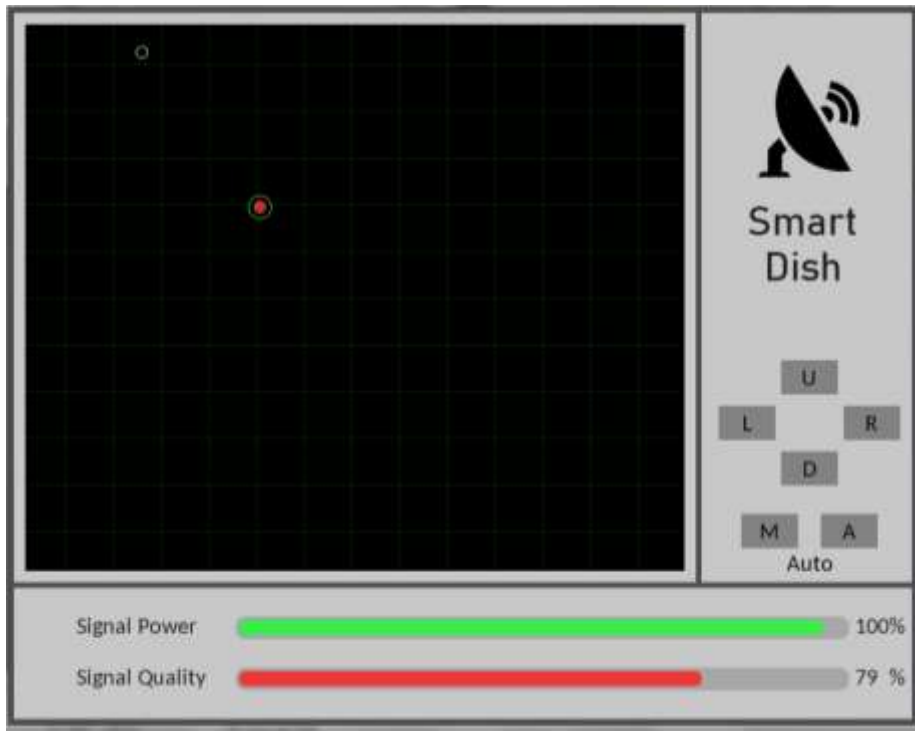 Smart
Dish
U
L R
D
M A
Auto
Signal Power 100%
Signal Quality 79 %